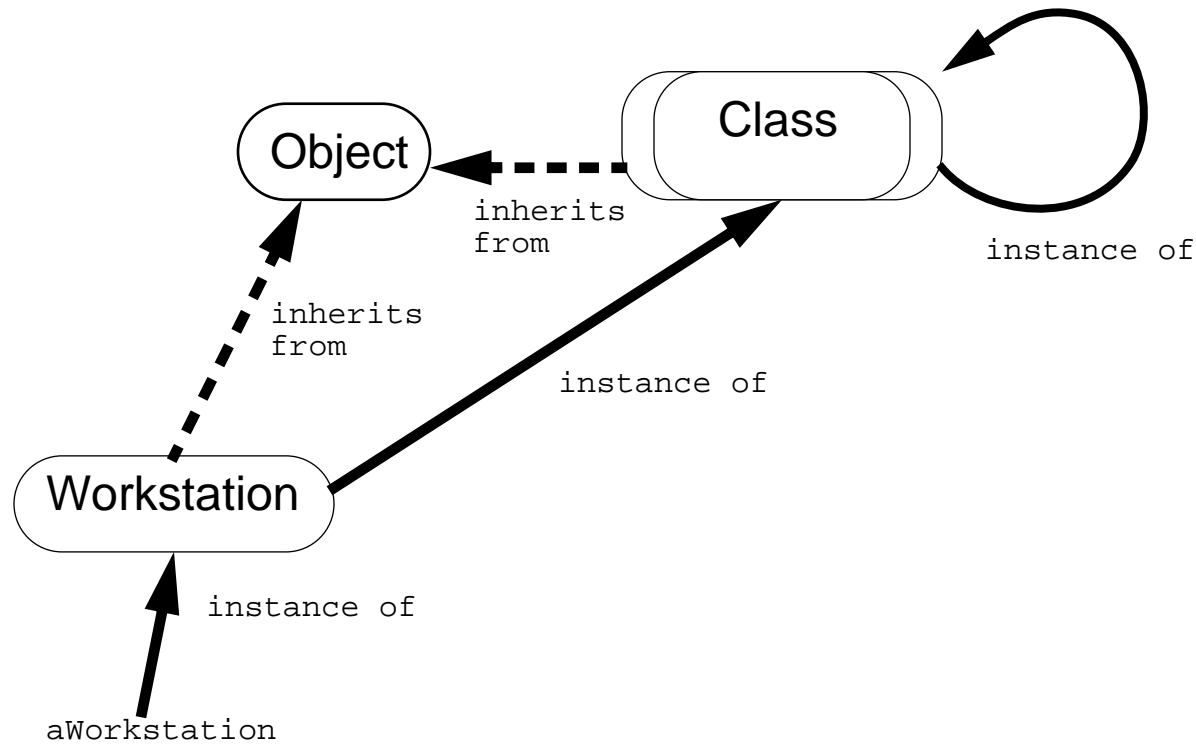 Class
Object
inherits
from
instance of
inherits
from
instance of
Workstation
instance of
aWorkstation